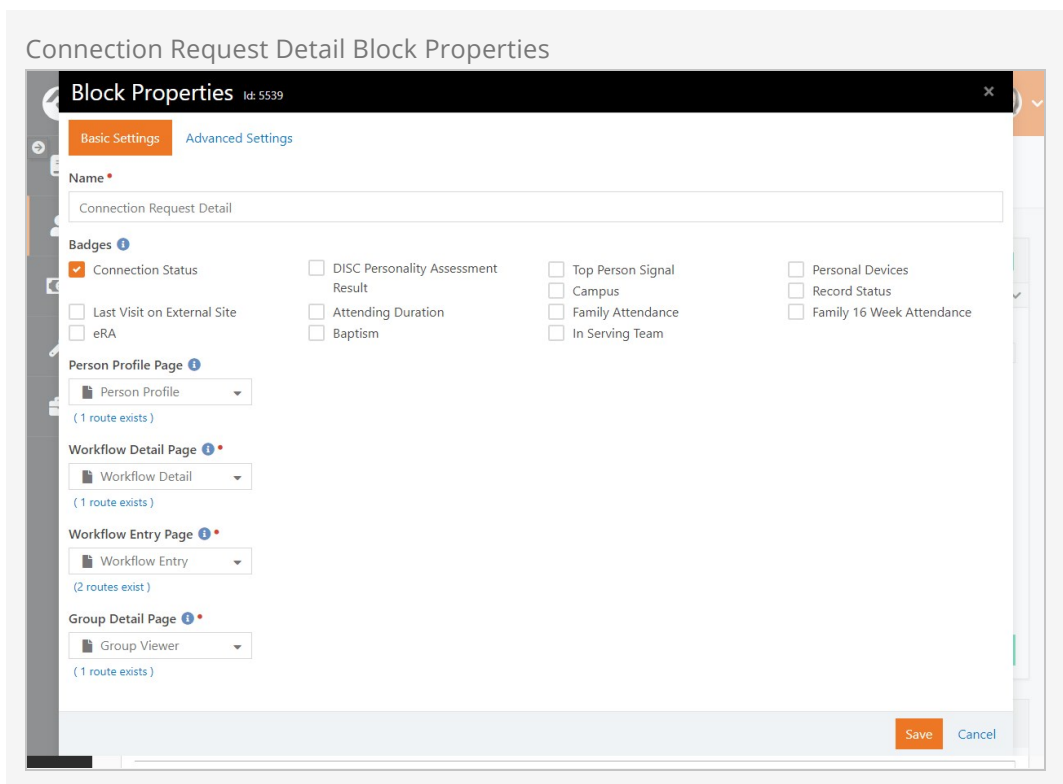 Connection Request Detail Block Properties
Block Properties Id: 5539
Basic Settings Advanced Settings
Name
Connection Request Detail
Badges
Connection Status DISC Personality Assessment Result Top Person Signal Personal Devices
Campus Record Status
Last Visit on External Site Attending Duration Family Attendance Family 16 Week Attendance
eRA Baptism In Serving Team
Person Profile Page
Person Profile
( 1 route exists )
Workflow Detail Page
Workflow Detail
( 1 route exists )
Workflow Entry Page
Workflow Entry
(2 routes exist )
Group Detail Page
Group Viewer
( 1 route exists )
Save Cancel